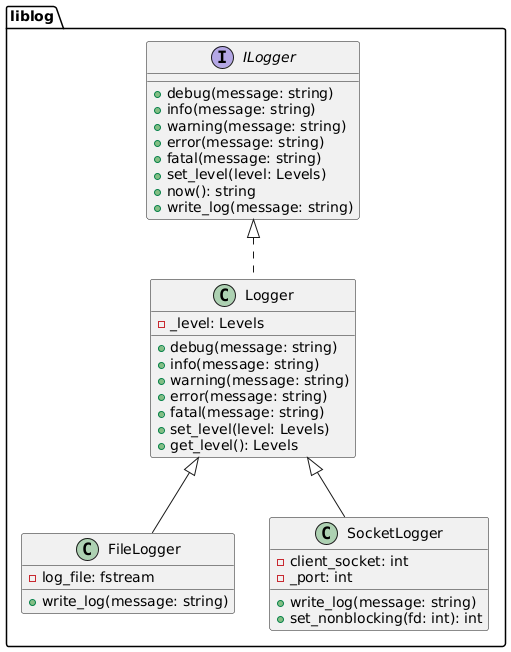 liblog
I ILogger
debug(message: string)
info(message: string)
warning(message: string)
error(message: string)
fatal(message: string)
set_level(level: Levels)
now(): string
write_log(message: string)
C Logger
_level: Levels
debug(message: string)
info(message: string)
warning(message: string)
error(message: string)
fatal(message: string)
set_level(level: Levels)
get_level(): Levels
C FileLogger
log_file: fstream
write_log(message: string)
C SocketLogger
client_socket: int
_port: int
write_log(message: string)
set_nonblocking(fd: int): int